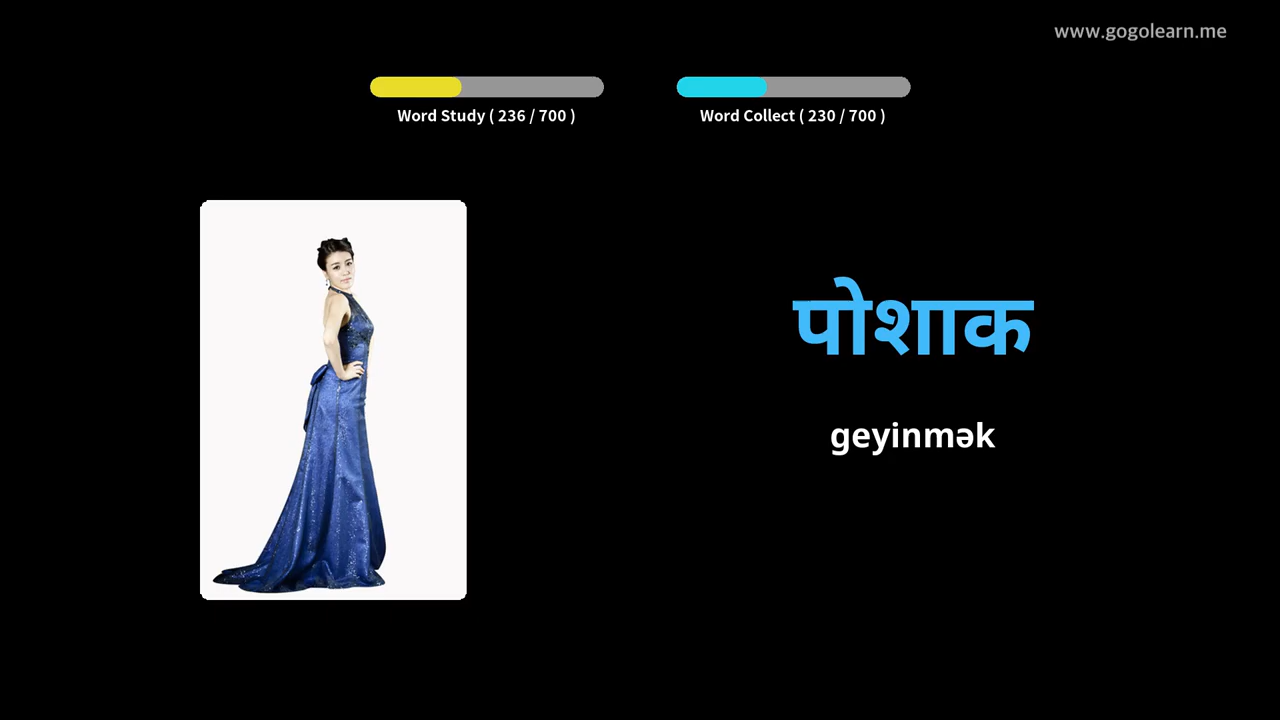 www.gogolearn.me
Word Study ( 236 / 700 )
Word Collect ( 230 / 700 )
पोशाक
geyinmək